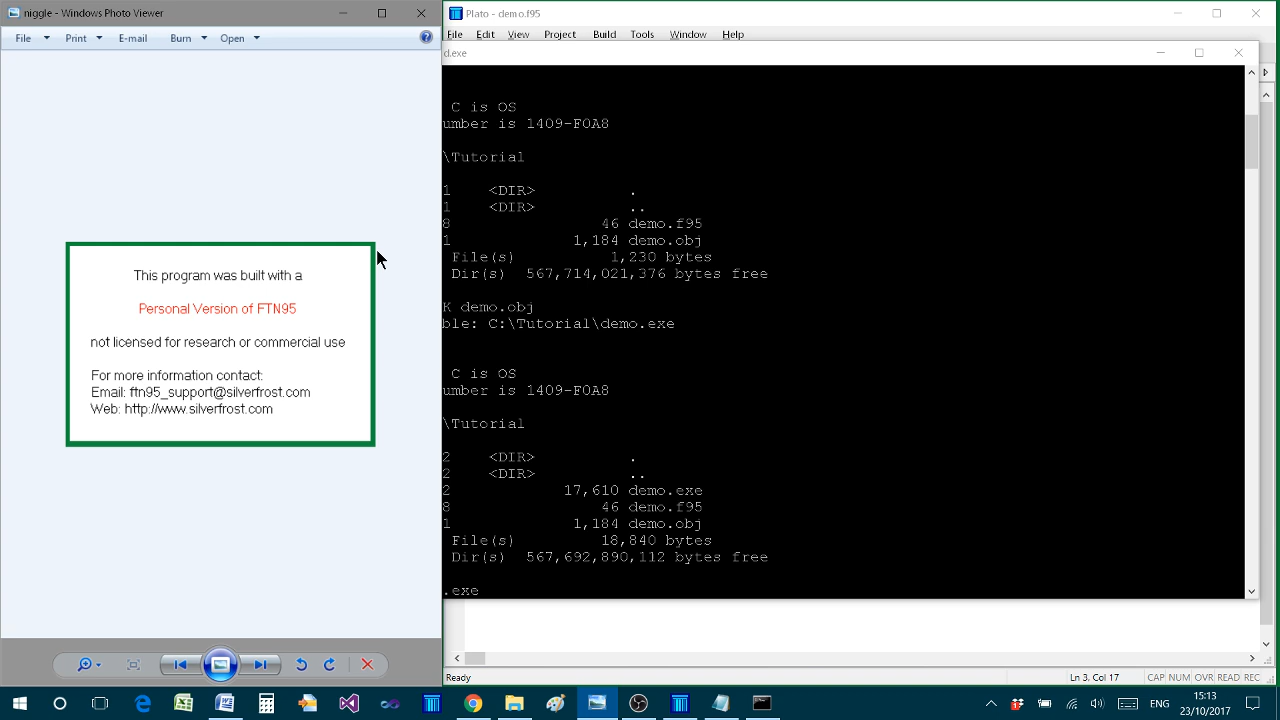 niggle - Windows Photo Viewer
File Print E-mail Burn Open
This program was built with a
Personal Version of FTN95
not licensed for research or commercial use
For more information contact:
Email: ftn95_support@silverfrost.com
Web: http://www.silverfrost.com
Plato - demo.f95
File Edit View Project Build Tools Window Help
d.exe
C is OS
umber is 1409-F0A8
\Tutorial
1 <DIR> .
1 <DIR> ..
8 46 demo.f95
1 1,184 demo.obj
File(s) 1,230 bytes
Dir(s) 567,714,021,376 bytes free
K demo.obj
ble: C:\Tutorial\demo.exe
C is OS
umber is 1409-F0A8
\Tutorial
2 <DIR> .
2 <DIR> ..
2 17,610 demo.exe
8 46 demo.f95
1 1,184 demo.obj
File(s) 18,840 bytes
Dir(s) 567,692,890,112 bytes free
.exe
Ready Ln 3, Col 17 CAP NUM OVR READ REC
ENG
15:13
23/10/2017